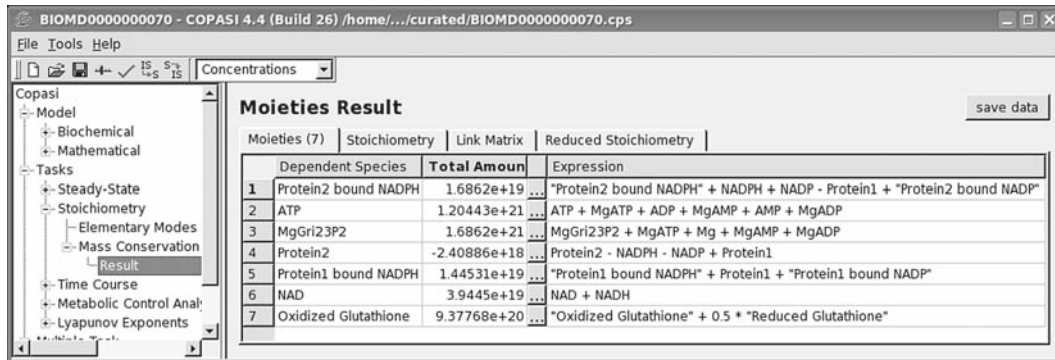 BIOMD0000000070 - COPASI 4.4 (Build 26) /home/.../curated/BIOMD0000000070.cps
File Tools Help
Concentrations
Copasi
Model
Biochemical
Mathematical
Tasks
Steady-State
Stoichiometry
Elementary Modes
Mass Conservation
Result
Time Course
Metabolic Control Anal
Lyapunov Exponents
Moieties Result
save data
Moieties (7) Stoichiometry Link Matrix Reduced Stoichiometry
Dependent Species Total Amoun Expression
1 Protein2 bound NADPH 1.6862e+19 ... "Protein2 bound NADPH" + NADPH + NADP - Protein1 + "Protein2 bound NADP"
2 ATP 1.20443e+21 ... ATP + MgATP + ADP + MgAMP + AMP + MgADP
3 MgGri23P2 1.6862e+21 ... MgGri23P2 + MgATP + Mg + MgAMP + MgADP
4 Protein2 -2.40886e+18 ... Protein2 - NADPH - NADP + Protein1
5 Protein1 bound NADPH 1.44531e+19 ... "Protein1 bound NADPH" + Protein1 + "Protein1 bound NADP"
6 NAD 3.9445e+19 ... NAD + NADH
7 Oxidized Glutathione 9.37768e+20 ... "Oxidized Glutathione" + 0.5 * "Reduced Glutathione"